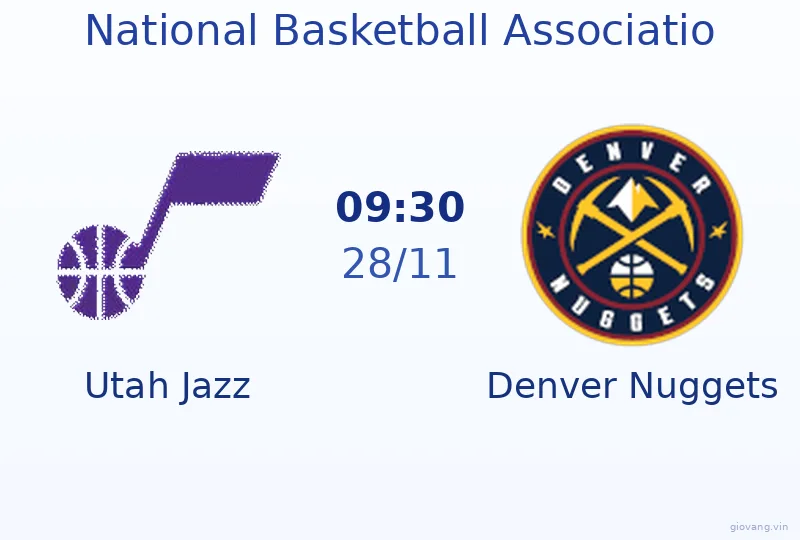 National Basketball Associatio
09:30
28/11
DENVER
NUGGETS
Utah Jazz
Denver Nuggets
giovang.vin